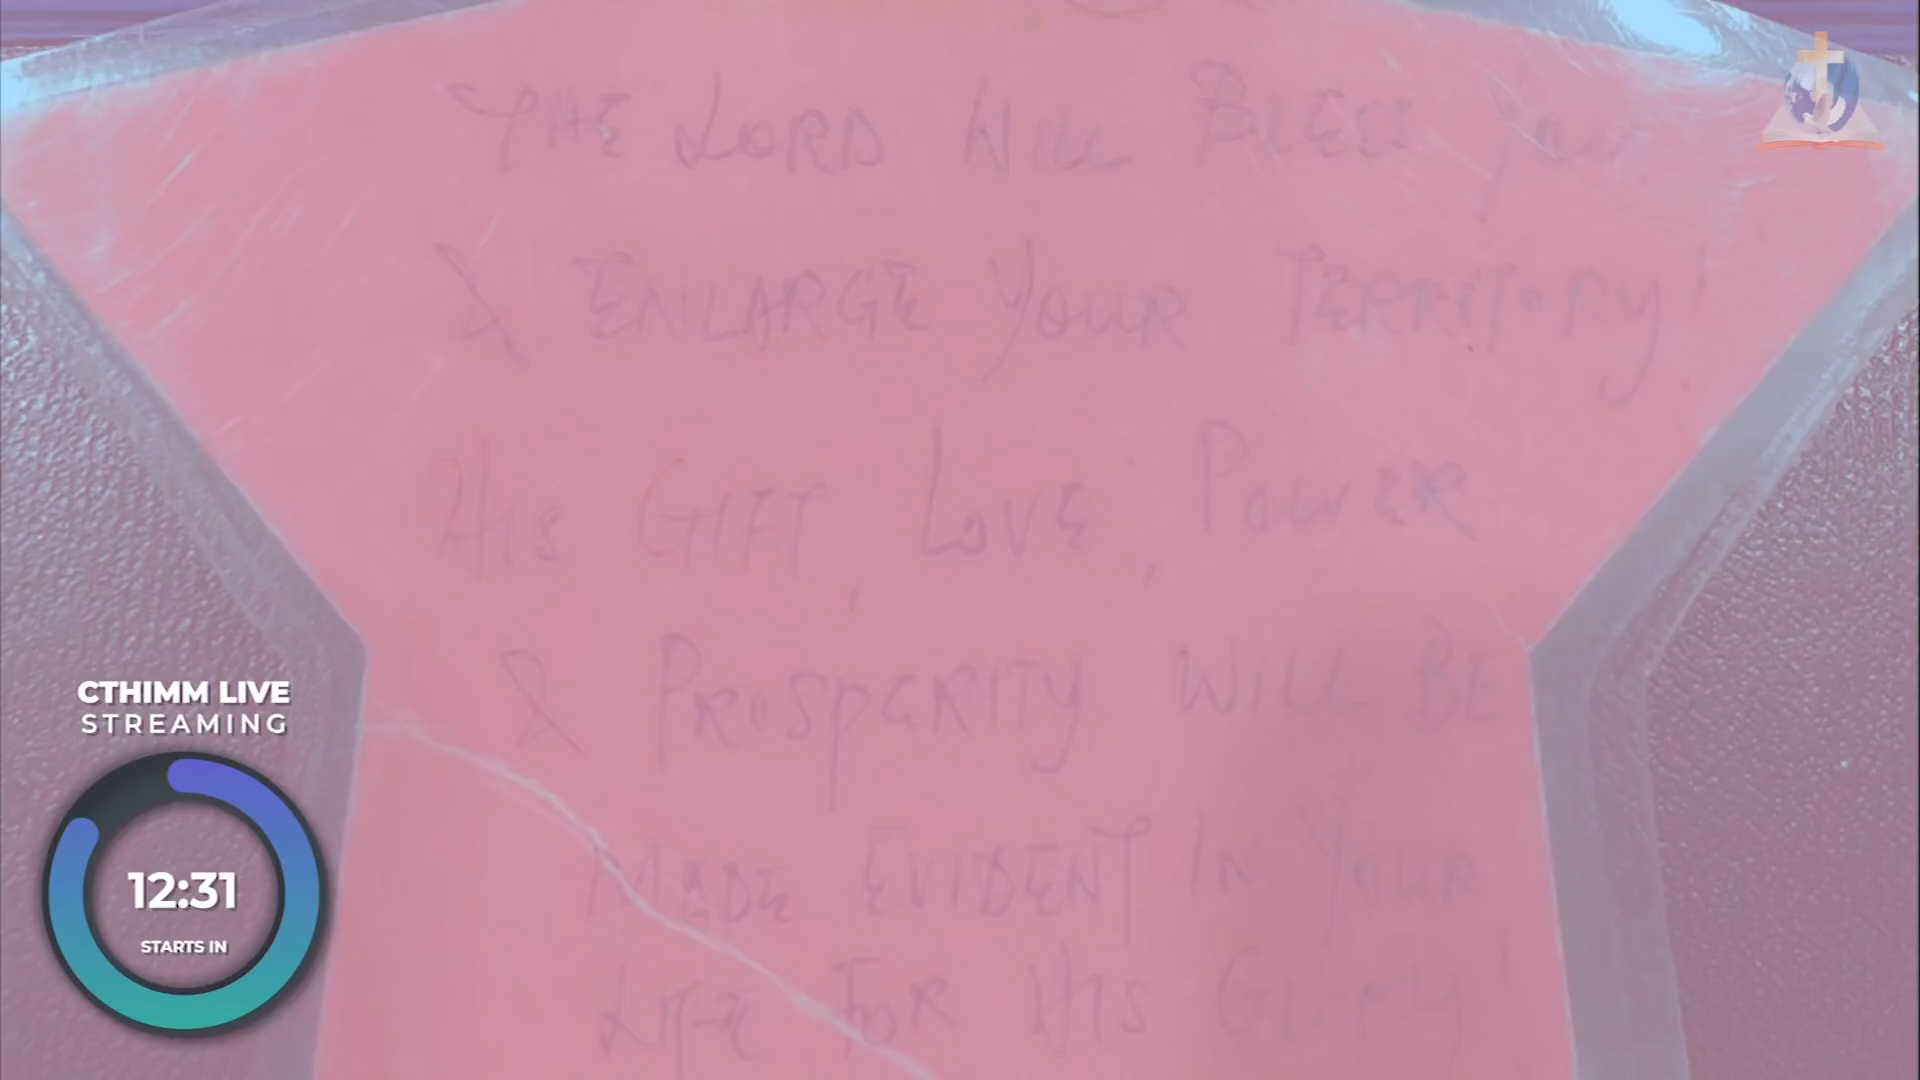 THE LORD WILL BLESS YOU
& ENLARGE YOUR TERRITORY!
HIS GIFT, LOVE, POWER
& PROSPERITY WILL BE
MADE EVIDENT IN YOUR
LIFE FOR HIS GLORY!
CTHIMM LIVE
STREAMING
12:31
STARTS IN